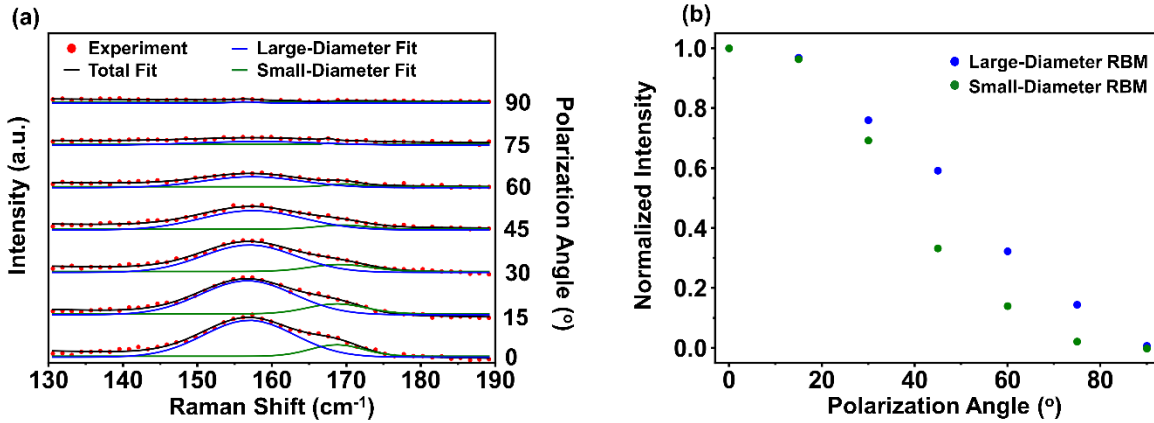 (a)
Experiment
Large-Diameter Fit
Total Fit
Small-Diameter Fit
Intensity (a.u.)
90
75
60
45
30
15
0
Polarization Angle (º)
130 140 150 160 170 180 190
Raman Shift (cm⁻¹)
(b)
Large-Diameter RBM
Small-Diameter RBM
Normalized Intensity
1.0
0.8
0.6
0.4
0.2
0.0
0 20 40 60 80
Polarization Angle (º)